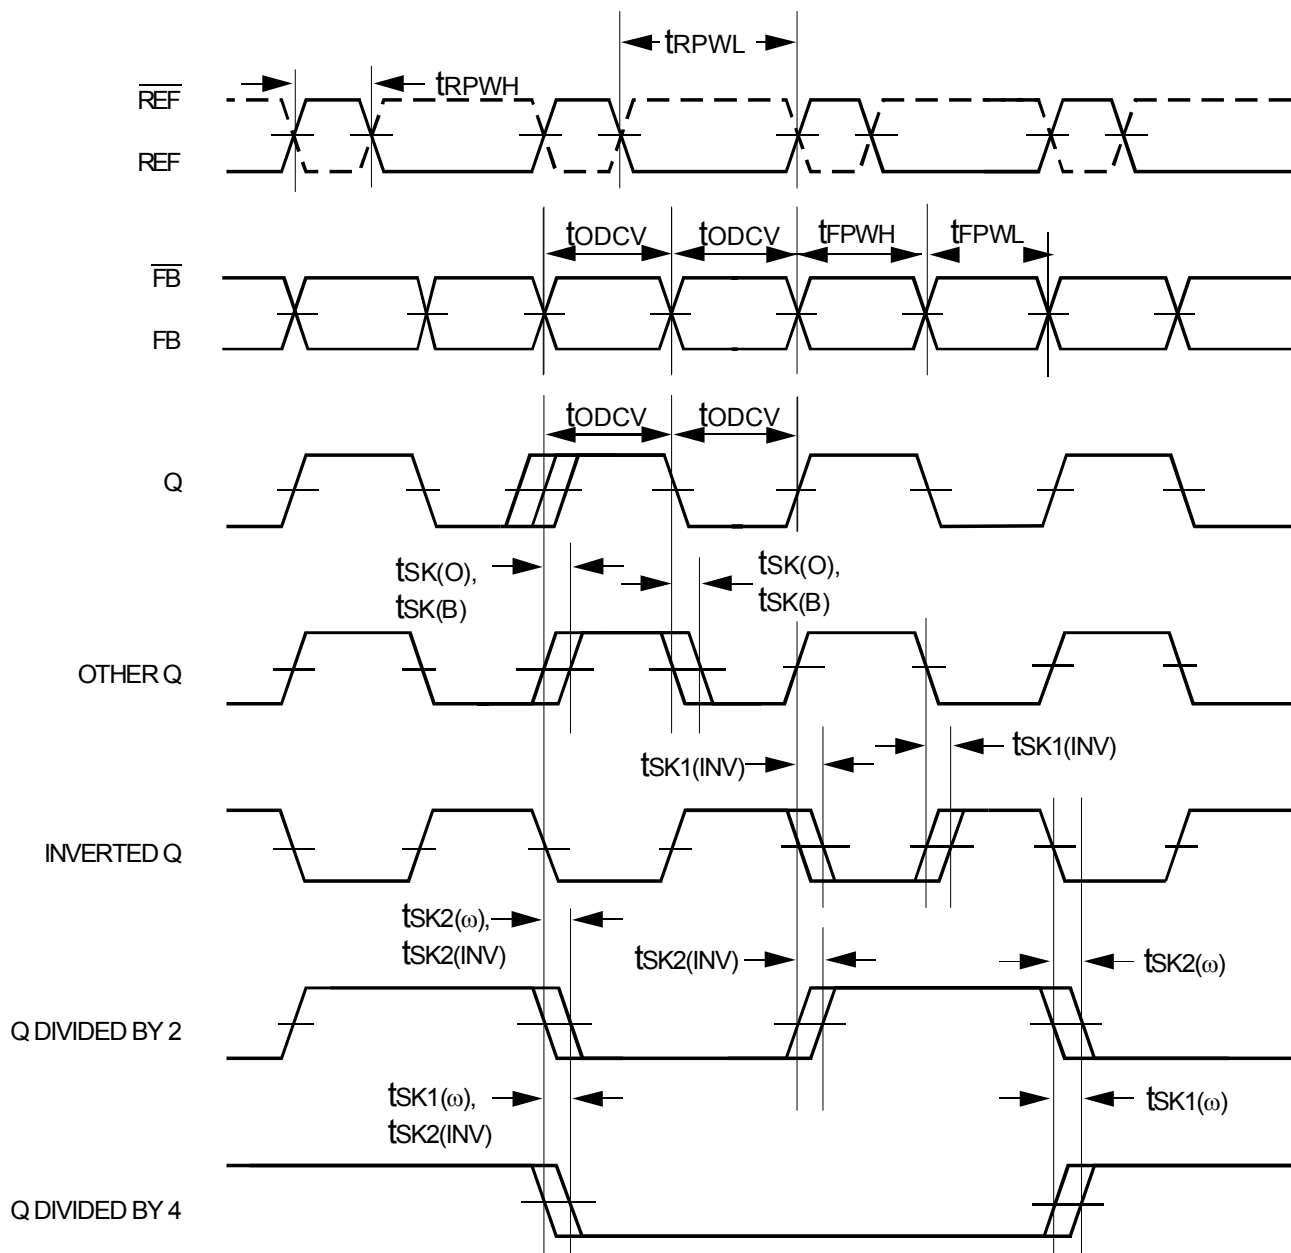 tRPWL
tRPWH
REF
REF
tODCV tODCV tFPWH tFPWL
FB
FB
tODCV tODCV
Q
tSK(O),
tSK(B)
tSK(O),
tSK(B)
OTHER Q
tSK1(INV)
tSK1(INV)
INVERTED Q
tSK2(ω),
tSK2(INV)
tSK2(INV)
tSK2(ω)
Q DIVIDED BY 2
tSK1(ω),
tSK2(INV)
tSK1(ω)
Q DIVIDED BY 4